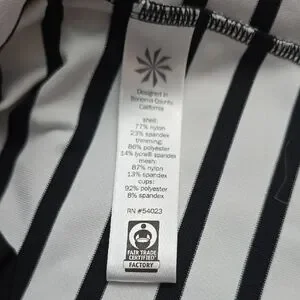 Designed in
Sonoma County
California
shell:
77% nylon
23% spandex
trimming:
86% polyester
14% lycra® spandex
mesh:
87% nylon
13% spandex
cups:
92% polyester
8% spandex
RN #54023
FAIR TRADE
CERTIFIED
FACTORY